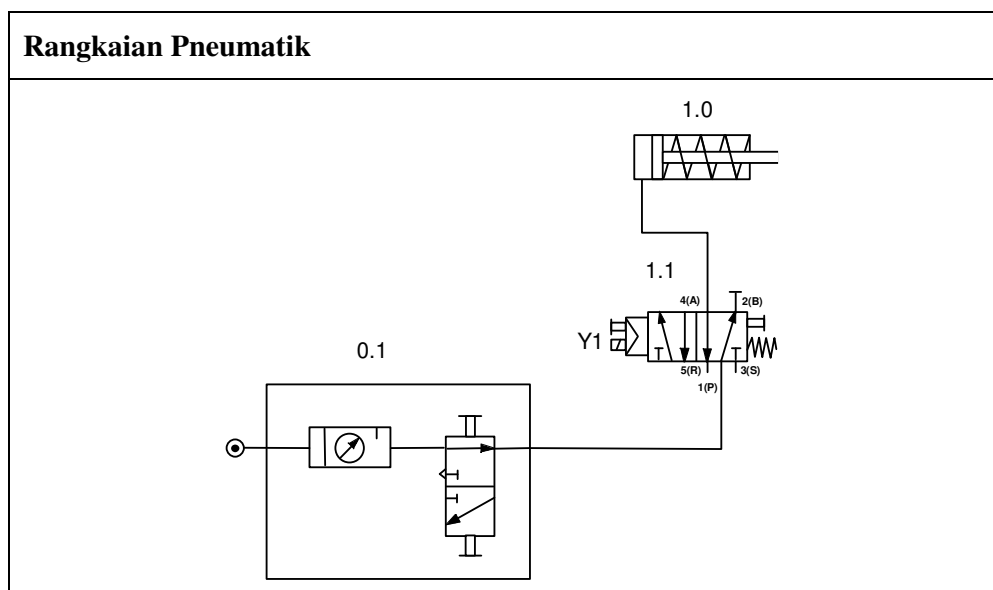 Rangkaian Pneumatik
1.0
1.1
4(A) 2(B)
Y1
5(R) 3(S)
1(P)
0.1